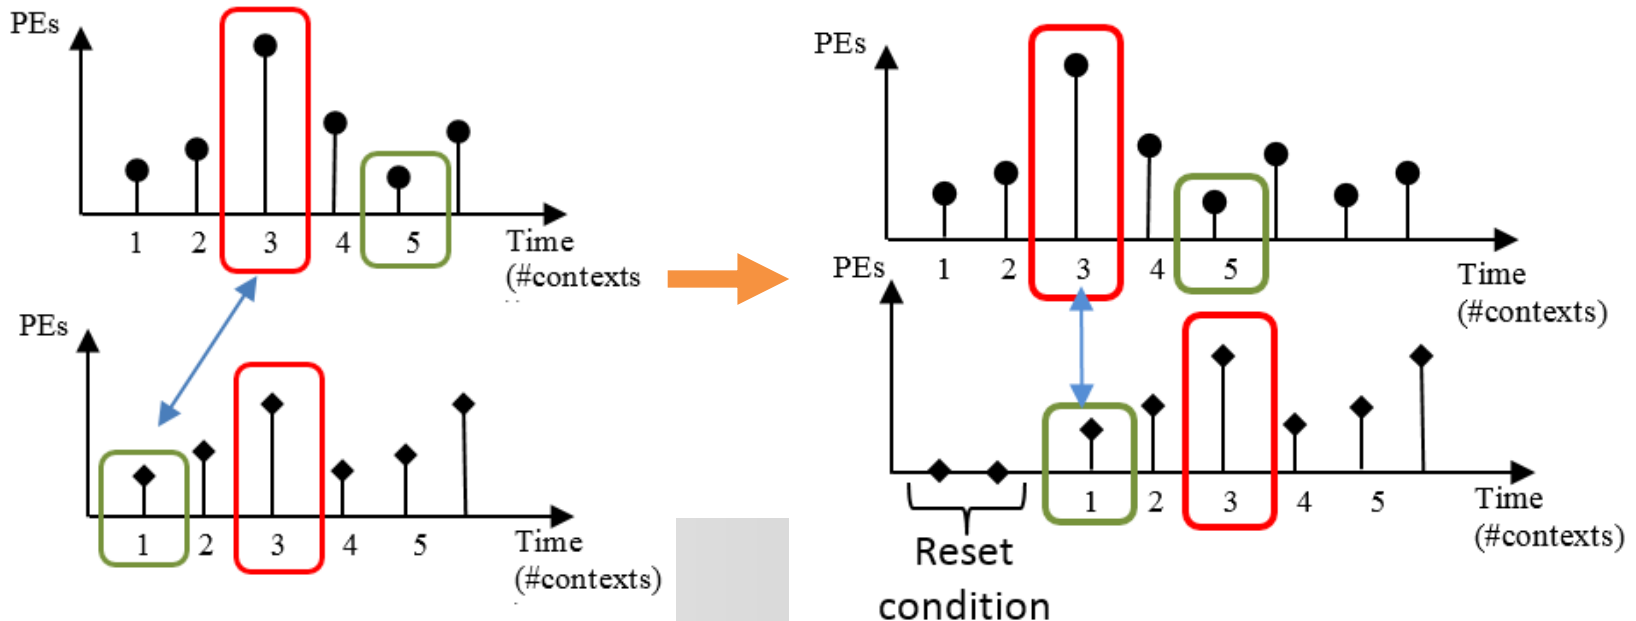 PEs
1 2 3 4 5 Time
(#contexts
PEs
1 2 3 4 5 Time
(#contexts)
PEs
1 2 3 4 5 Time
(#contexts)
PEs
1 2 3 4 5 Time
(#contexts)
Reset
condition